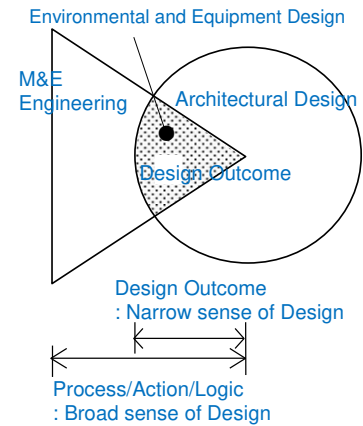 Environmental and Equipment Design
M&E
Engineering
Architectural Design
Design Outcome
Design Outcome
: Narrow sense of Design
Process/Action/Logic
: Broad sense of Design